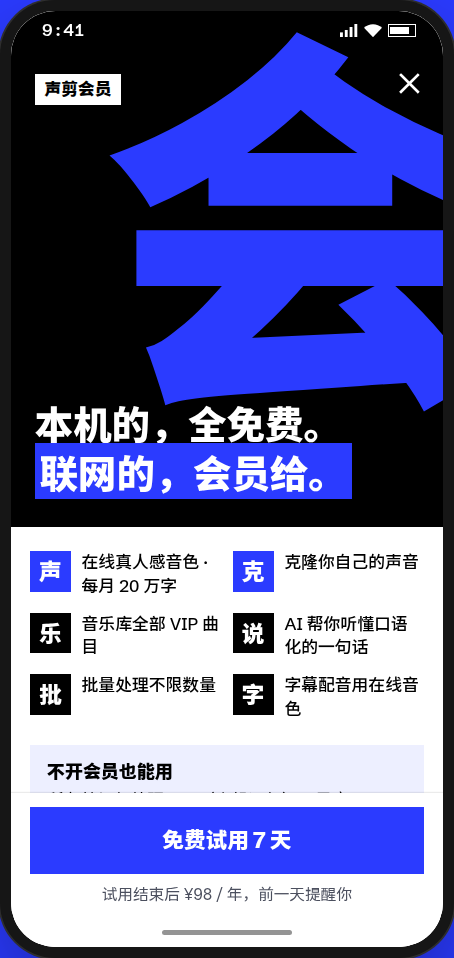 9:41
声剪会员
会
本机的，全免费。
联网的，会员给。
声
在线真人感音色·
每月 20 万字
克
克隆你自己的声音
乐
音乐库全部 VIP 曲
目
说
AI 帮你听懂口语
化的一句话
批
批量处理不限数量
字
字幕配音用在线音
色
不开会员也能用
免费试用 7 天
试用结束后 ¥98 / 年，前一天提醒你